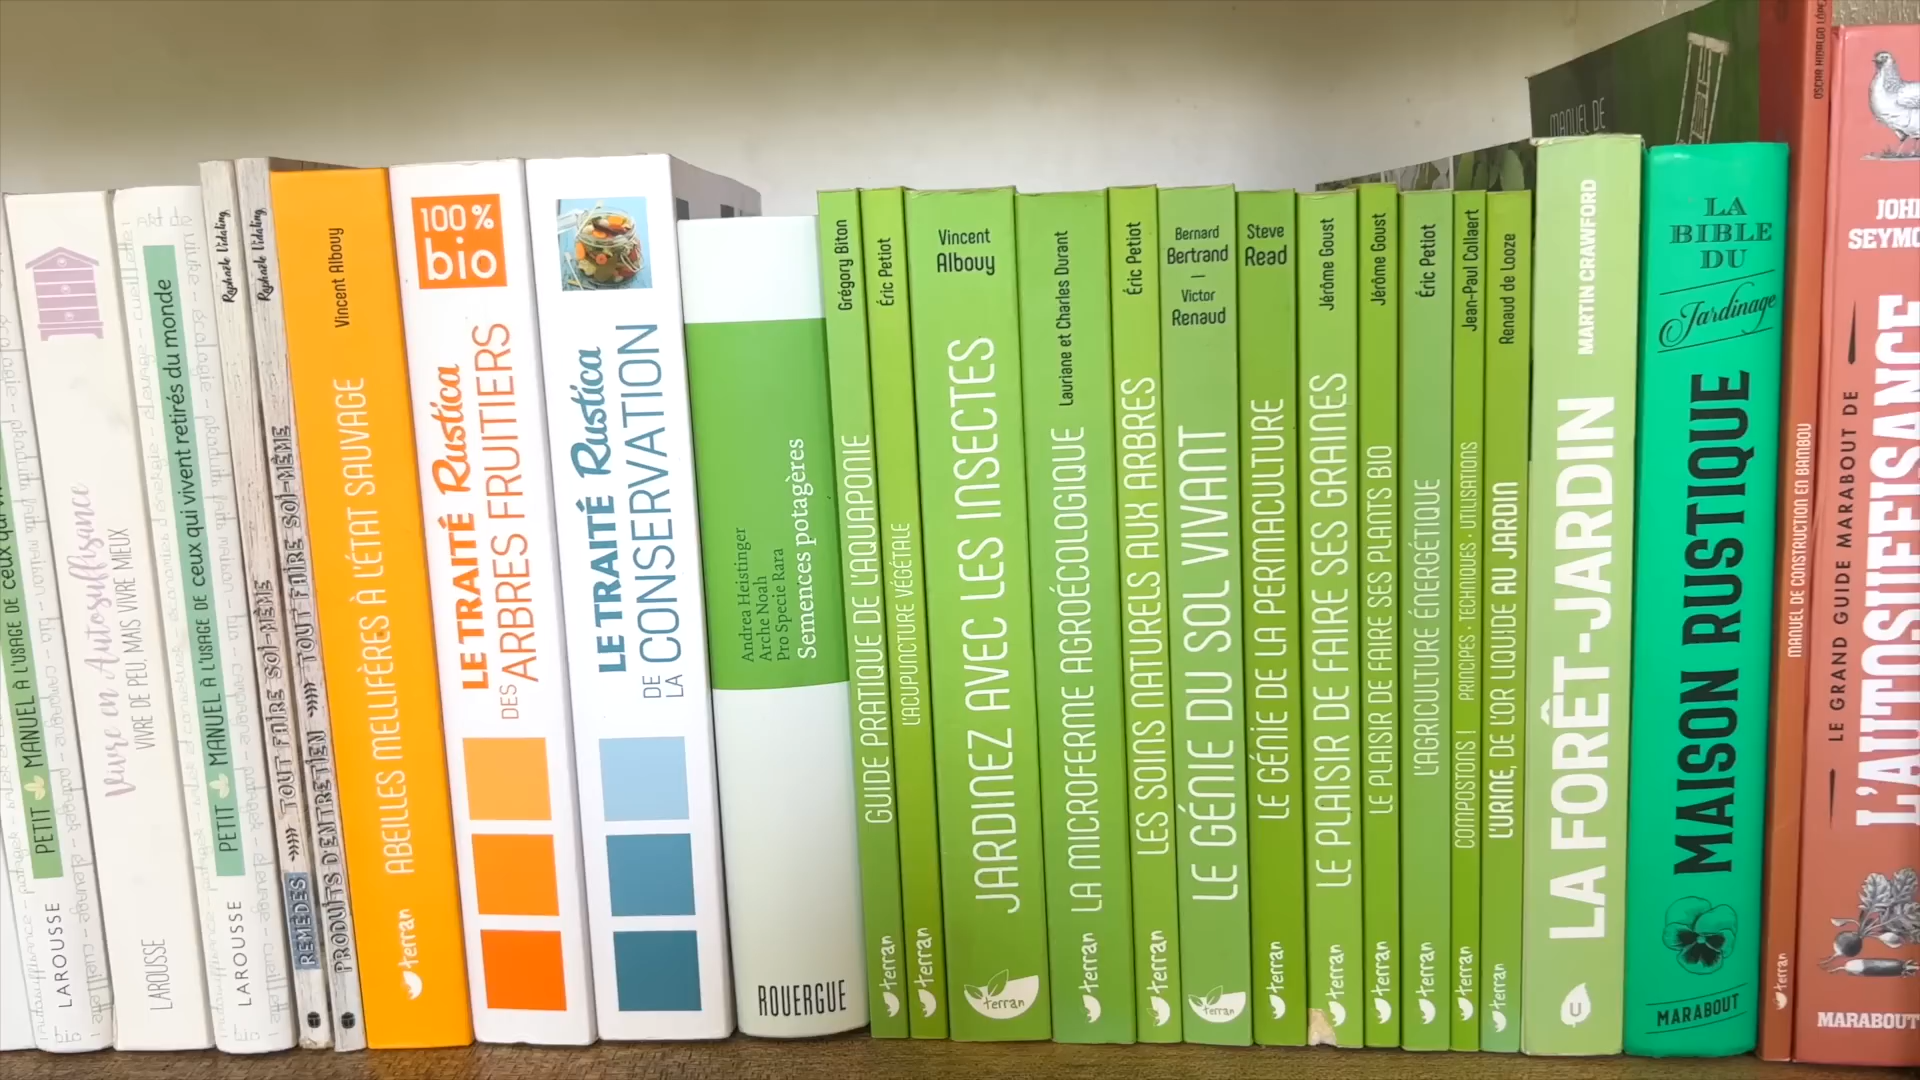 PETIT MANUEL À L'USAGE DE ceux qui
LAROUSSE
Vivre en Autosuffisance
VIVRE DE PEU, MAIS VIVRE MIEUX
LAROUSSE
PETIT MANUEL À L'USAGE DE ceux qui vivent retirés du monde
LAROUSSE
Raphaële Vidaling
REMÈDES TOUT FAIRE SOI-MÊME
Raphaële Vidaling
PRODUITS D'ENTRETIEN TOUT FAIRE SOI-MÊME
Vincent Albouy
ABEILLES MELLIFÈRES À L'ÉTAT SAUVAGE
terran
100 %
bio
LE TRAITÉ Rustica
DES ARBRES FRUITIERS
LE TRAITÉ Rustica
DE LA CONSERVATION
Andrea Heistinger
Arche Noah
Pro Specie Rara
Semences potagères
ROUERGUE
Grégory Biton
GUIDE PRATIQUE DE L'AQUAPONIE
terran
Éric Petiot
L'ACUPUNCTURE VÉGÉTALE
terran
Vincent
Albouy
JARDINEZ AVEC LES INSECTES
terran
Lauriane et Charles Durant
LA MICROFERME AGROÉCOLOGIQUE
terran
Éric Petiot
LES SOINS NATURELS AUX ARBRES
terran
Bernard
Bertrand
—
Victor
Renaud
LE GÉNIE DU SOL VIVANT
terran
Steve
Read
LE GÉNIE DE LA PERMACULTURE
terran
Jérôme Goust
LE PLAISIR DE FAIRE SES GRAINES
terran
Jérôme Goust
LE PLAISIR DE FAIRE SES PLANTS BIO
terran
Éric Petiot
L'AGRICULTURE ÉNERGÉTIQUE
terran
Jean-Paul Collaert
COMPOSTONS ! PRINCIPES · TECHNIQUES · UTILISATIONS
terran
Renaud de Looze
L'URINE, DE L'OR LIQUIDE AU JARDIN
terran
MARTIN CRAWFORD
LA FORÊT-JARDIN
MANUEL DE
LA
BIBLE
DU
Jardinage
MAISON RUSTIQUE
MARABOUT
OSCAR HIDALGO LÓPE
MANUEL DE CONSTRUCTION EN BAMBOU
terran
JOHN
SEYMO
LE GRAND GUIDE MARABOUT DE
L'AUTOSUFFISANCE
MARABOUT